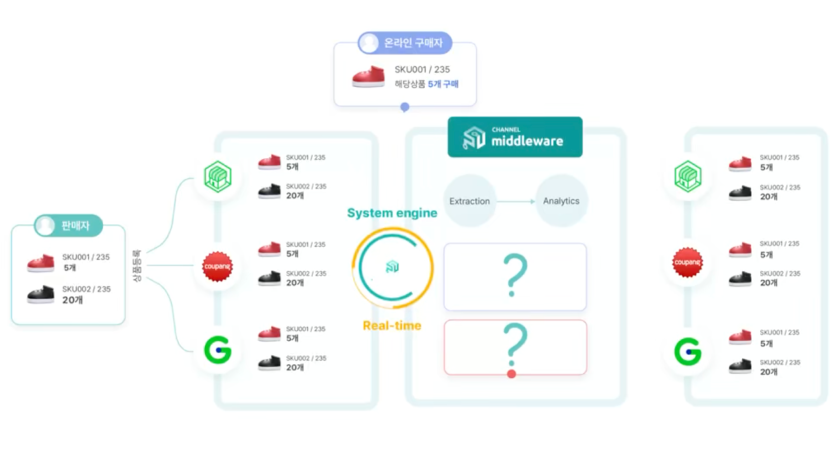 온라인 구매자
SKU001 / 235
해당상품 5개 구매
판매자
SKU001 / 235
5개
SKU002 / 235
20개
상품등록
SKU001 / 235
5개
SKU002 / 235
20개
coupang
SKU001 / 235
5개
SKU002 / 235
20개
G
SKU001 / 235
5개
SKU002 / 235
20개
System engine
Real-time
CHANNEL
middleware
Extraction
Analytics
?
?
SKU001 / 235
5개
SKU002 / 235
20개
coupang
SKU001 / 235
5개
SKU002 / 235
20개
G
SKU001 / 235
5개
SKU002 / 235
20개